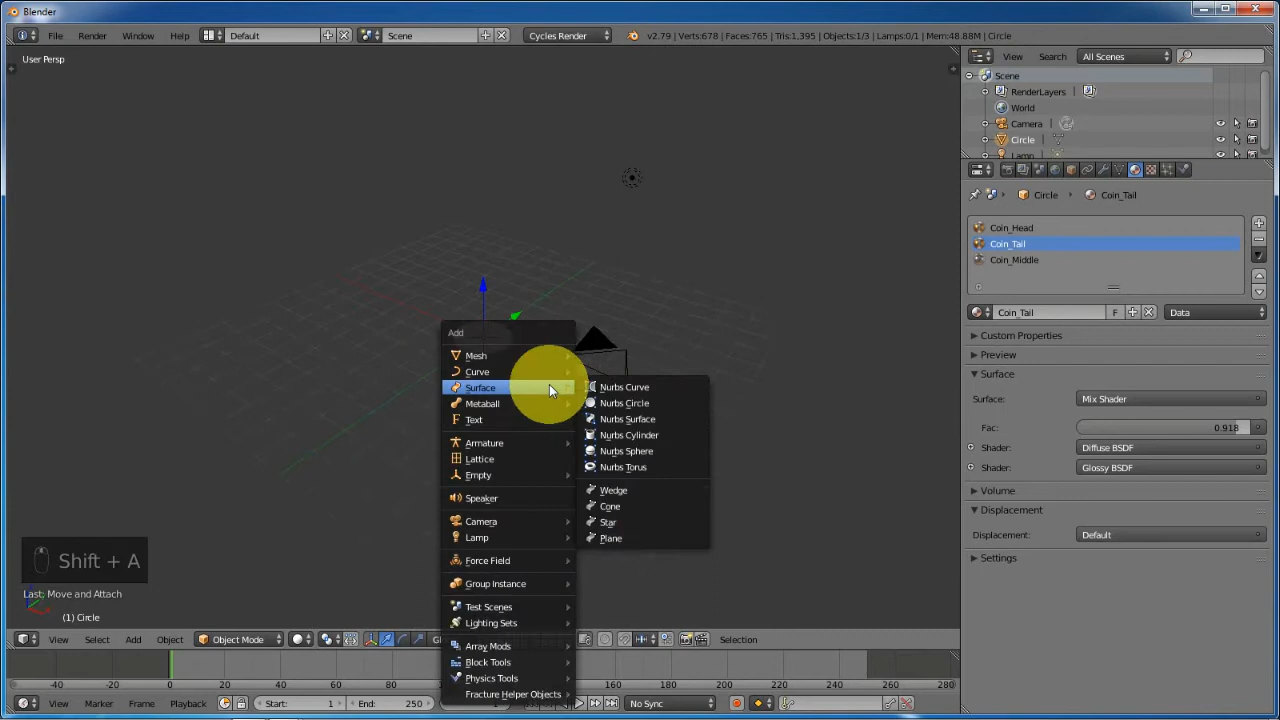 Blender
File Render Window Help Default Scene Cycles Render v2.79 | Verts:678 | Faces:765 | Tris:1,395 | Objects:1/3 | Lamps:0/1 | Mem:48.88M | Circle
User Persp
View Search All Scenes
Scene
RenderLayers
World
Camera
Circle
Lamp
Circle Coin_Tail
Coin_Head
Coin_Tail
Coin_Middle
Coin_Tail F Data
Custom Properties
Preview
Surface
Surface: Mix Shader
Fac: 0.918
Shader: Diffuse BSDF
Shader: Glossy BSDF
Volume
Displacement
Displacement: Default
Settings
Add
Mesh
Curve
Surface
Metaball
Text
Armature
Lattice
Empty
Speaker
Camera
Lamp
Force Field
Group Instance
Test Scenes
Lighting Sets
Array Mods
Block Tools
Physics Tools
Fracture Helper Objects
Nurbs Curve
Nurbs Circle
Nurbs Surface
Nurbs Cylinder
Nurbs Sphere
Nurbs Torus
Wedge
Cone
Star
Plane
Shift + A
Last: Move and Attach
(1) Circle
View Select Add Object Object Mode Selection
-40 -20 0 20 40 60 80 180 200 220 240 260 280
View Marker Frame Playback Start: 1 End: 250 No Sync